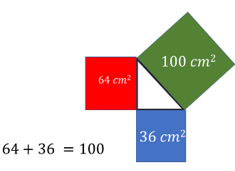 100 cm²
64 cm²
36 cm²
64 + 36 = 100